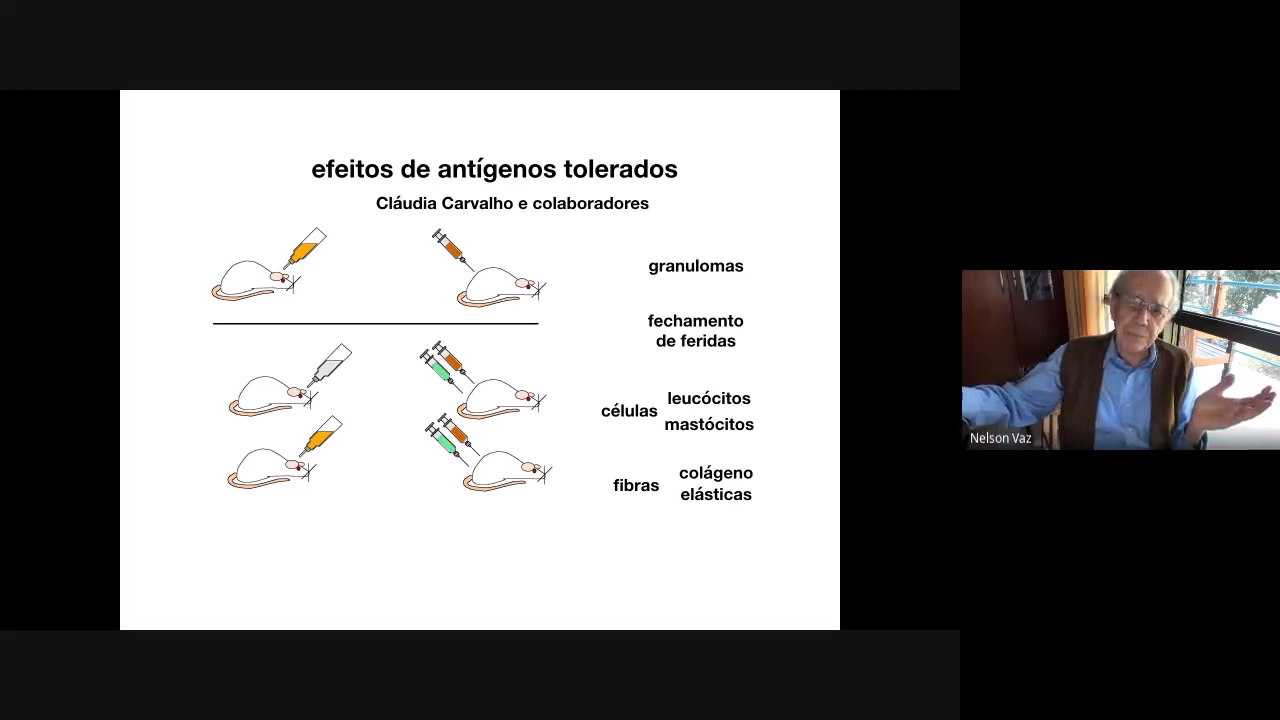 efeitos de antígenos tolerados
Cláudia Carvalho e colaboradores
granulomas
fechamento
de feridas
células
leucócitos
mastócitos
fibras
colágeno
elásticas
Nelson Vaz